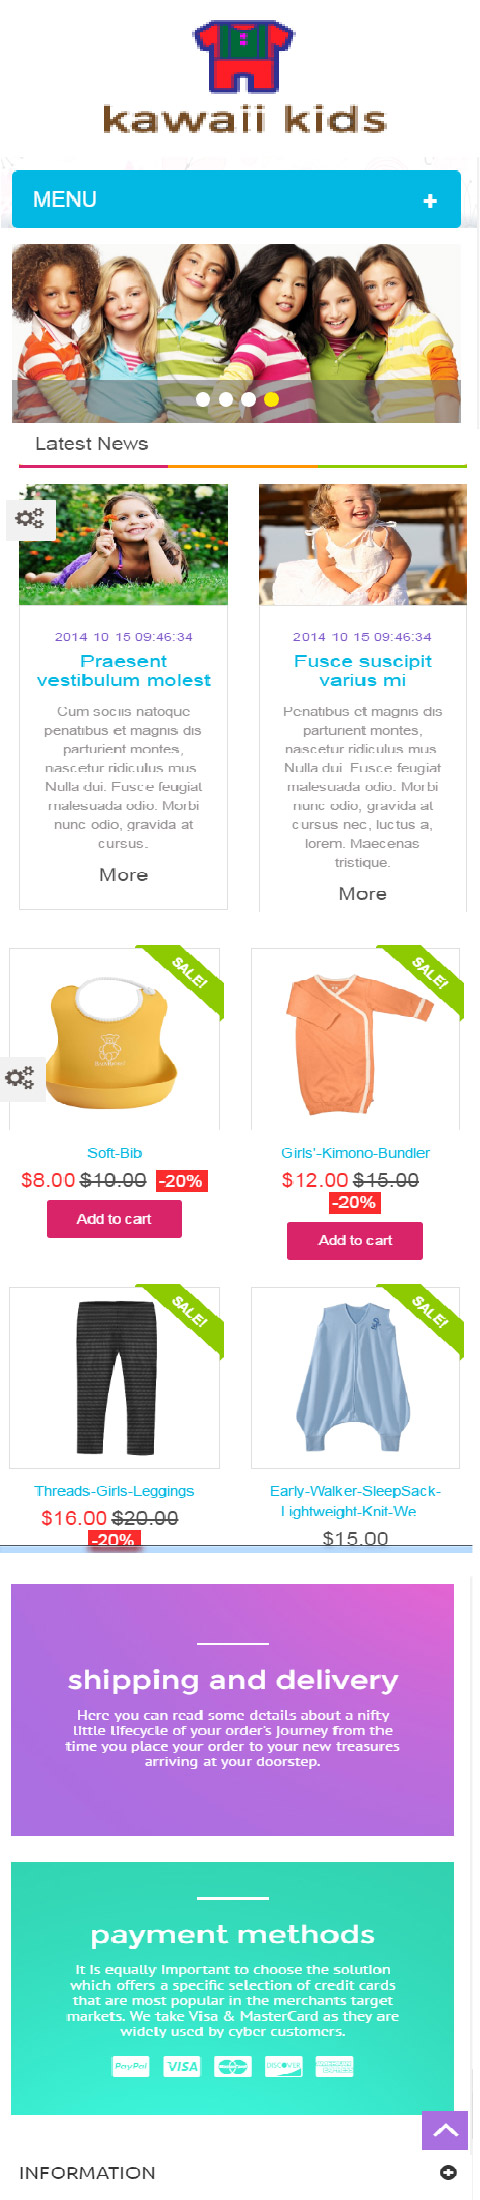 kawaii kids
MENU
Latest News
2014 10 15 09:46:34
Praesent
vestibulum molest
Cum sociis natoque
penatibus et magnis dis
parturient montes,
nascetur ridiculus mus.
Nulla dui. Fusce feugiat
malesuada odio. Morbi
nunc odio, gravida at
cursus.
More
2014 10 15 09:46:34
Fusce suscipit
varius mi
Penatibus et magnis dis
parturient montes,
nascetur ridiculus mus.
Nulla dui. Fusce feugiat
malesuada odio. Morbi
nunc odio, gravida at
cursus nec, luctus a,
lorem. Maecenas
tristique.
More
SALE!
Soft-Bib
$8.00 $10.00 -20%
Add to cart
SALE!
Girls'-Kimono-Bundler
$12.00 $15.00
-20%
Add to cart
SALE!
Threads-Girls-Leggings
$16.00 $20.00
-20%
SALE!
Early-Walker-SleepSack-
Lightweight-Knit-We
$15.00
shipping and delivery
Here you can read some details about a nifty
little lifecycle of your order's journey from the
time you place your order to your new treasures
arriving at your doorstep.
payment methods
It is equally important to choose the solution
which offers a specific selection of credit cards
that are most popular in the merchants target
markets. We take Visa & MasterCard as they are
widely used by cyber customers.
PayPal VISA DISCOVER
INFORMATION